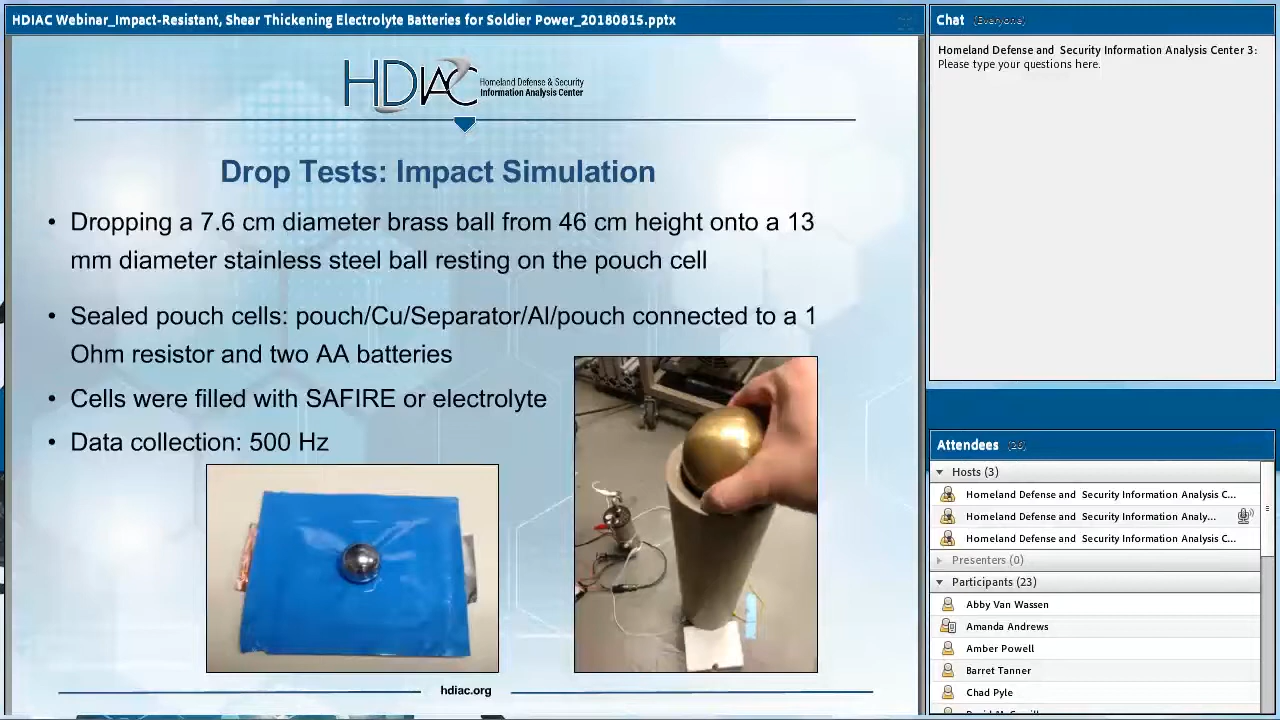 HDIAC Webinar_Impact-Resistant, Shear Thickening Electrolyte Batteries for Soldier Power_20180815.pptx
HDIAC
Homeland Defense & Security
Information Analysis Center
Drop Tests: Impact Simulation
• Dropping a 7.6 cm diameter brass ball from 46 cm height onto a 13
mm diameter stainless steel ball resting on the pouch cell
• Sealed pouch cells: pouch/Cu/Separator/Al/pouch connected to a 1
Ohm resistor and two AA batteries
• Cells were filled with SAFIRE or electrolyte
• Data collection: 500 Hz
hdiac.org
Chat (Everyone)
Homeland Defense and Security Information Analysis Center 3:
Please type your questions here.
Attendees (26)
Hosts (3)
Homeland Defense and Security Information Analysis C...
Homeland Defense and Security Information Analy...
Homeland Defense and Security Information Analysis C...
Presenters (0)
Participants (23)
Abby Van Wassen
Amanda Andrews
Amber Powell
Barret Tanner
Chad Pyle